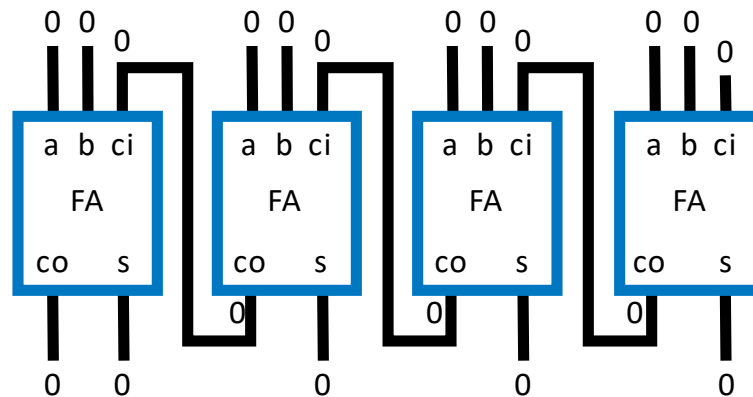 0 0 0 0 0 0 0 0
0 0 0 0
a b ci a b ci a b ci a b ci
FA FA FA FA
co s co s co s co s
0 0 0
0 0 0 0 0